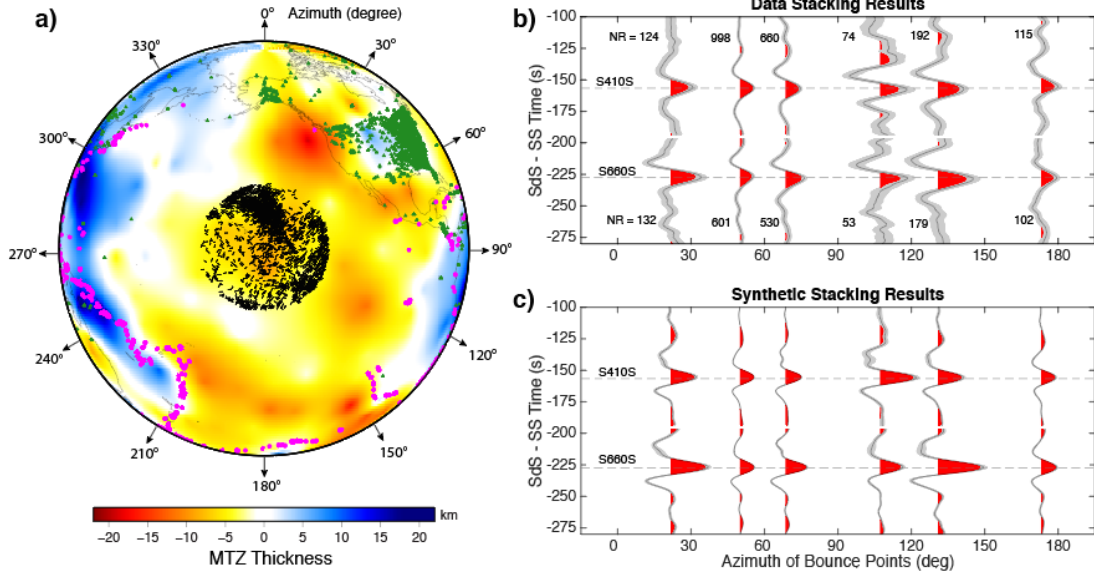 a)
Azimuth (degree)
0°
30°
60°
90°
120°
150°
180°
210°
240°
270°
300°
330°
-20 -15 -10 -5 0 5 10 15 20
km
MTZ Thickness
b)
Data Stacking Results
SdS - SS Time (s)
-100
-125
-150
-175
-200
-225
-250
-275
NR = 124 998 660 74 192 115
S410S
S660S
NR = 132 601 530 53 179 102
0 30 60 90 120 150 180
c)
Synthetic Stacking Results
SdS - SS Time (s)
-100
-125
-150
-175
-200
-225
-250
-275
S410S
S660S
0 30 60 90 120 150 180
Azimuth of Bounce Points (deg)